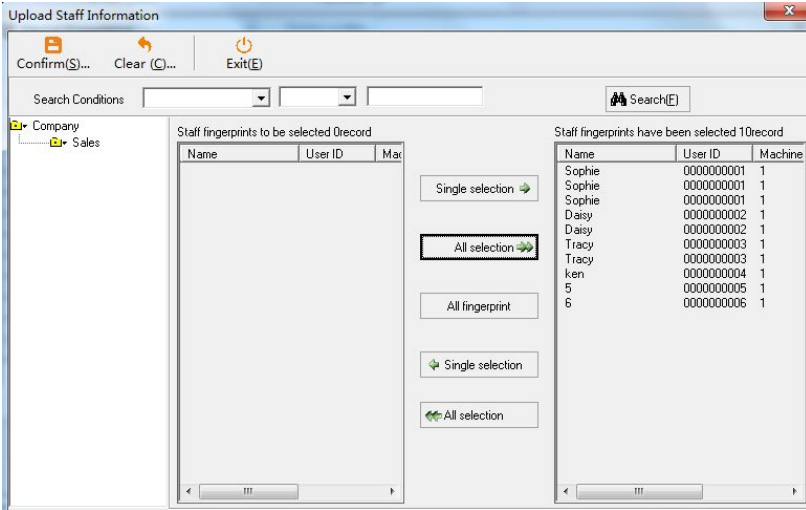 Upload Staff Information
Confirm(S)... Clear (C)... Exit(E)
Search Conditions Search(F)
Company
Sales
Staff fingerprints to be selected 0record
Name User ID Mac
Single selection
All selection
All fingerprint
Single selection
All selection
Staff fingerprints have been selected 10record
Name User ID Machine
Sophie 0000000001 1
Sophie 0000000001 1
Sophie 0000000001 1
Daisy 0000000002 1
Daisy 0000000002 1
Tracy 0000000003 1
Tracy 0000000003 1
ken 0000000004 1
5 0000000005 1
6 0000000006 1